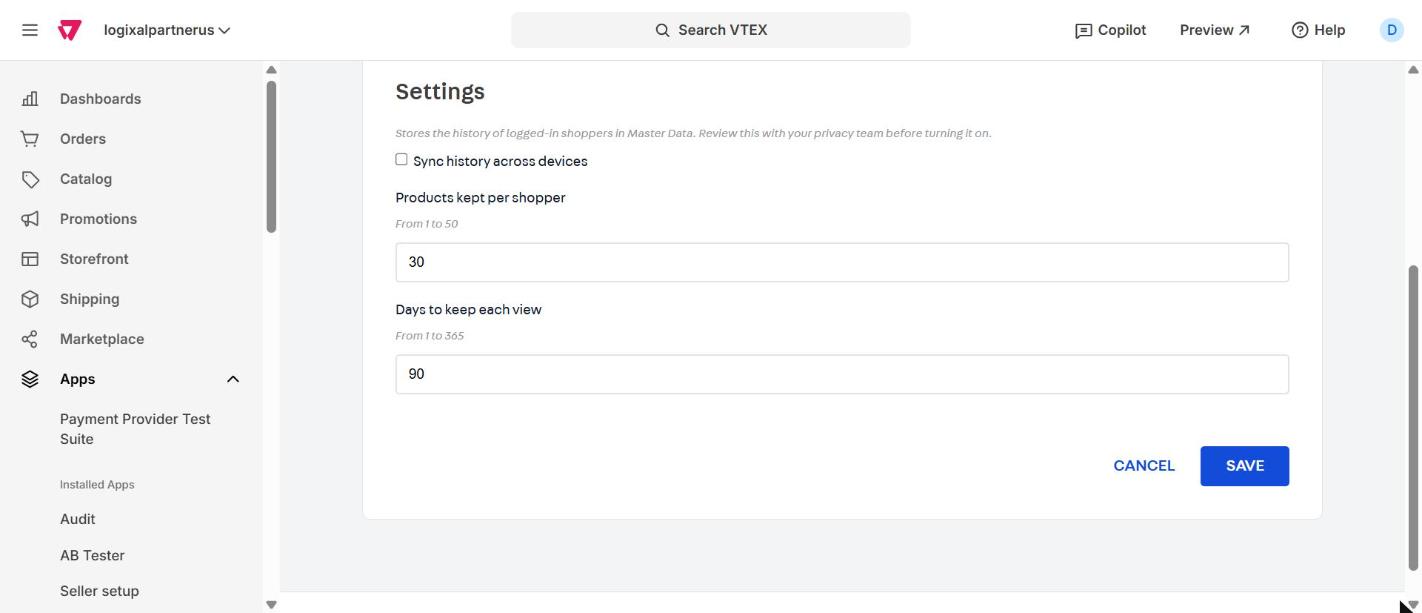 logixalpartnerus
Search VTEX
Copilot
Preview
Help
D
Dashboards
Orders
Catalog
Promotions
Storefront
Shipping
Marketplace
Apps
Payment Provider Test
Suite
Installed Apps
Audit
AB Tester
Seller setup
Settings
Stores the history of logged-in shoppers in Master Data. Review this with your privacy team before turning it on.
Sync history across devices
Products kept per shopper
From 1 to 50
30
Days to keep each view
From 1 to 365
90
CANCEL
SAVE